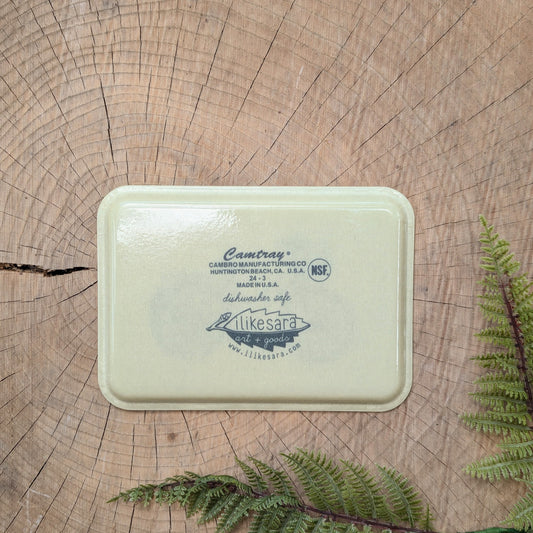 Camtray®
CAMBRO MANUFACTURING CO
HUNTINGTON BEACH, CA. U.S.A.
24 - 3
MADE IN U.S.A.
NSF®
dishwasher safe
ilikesara
art + goods
www.ilikesara.com